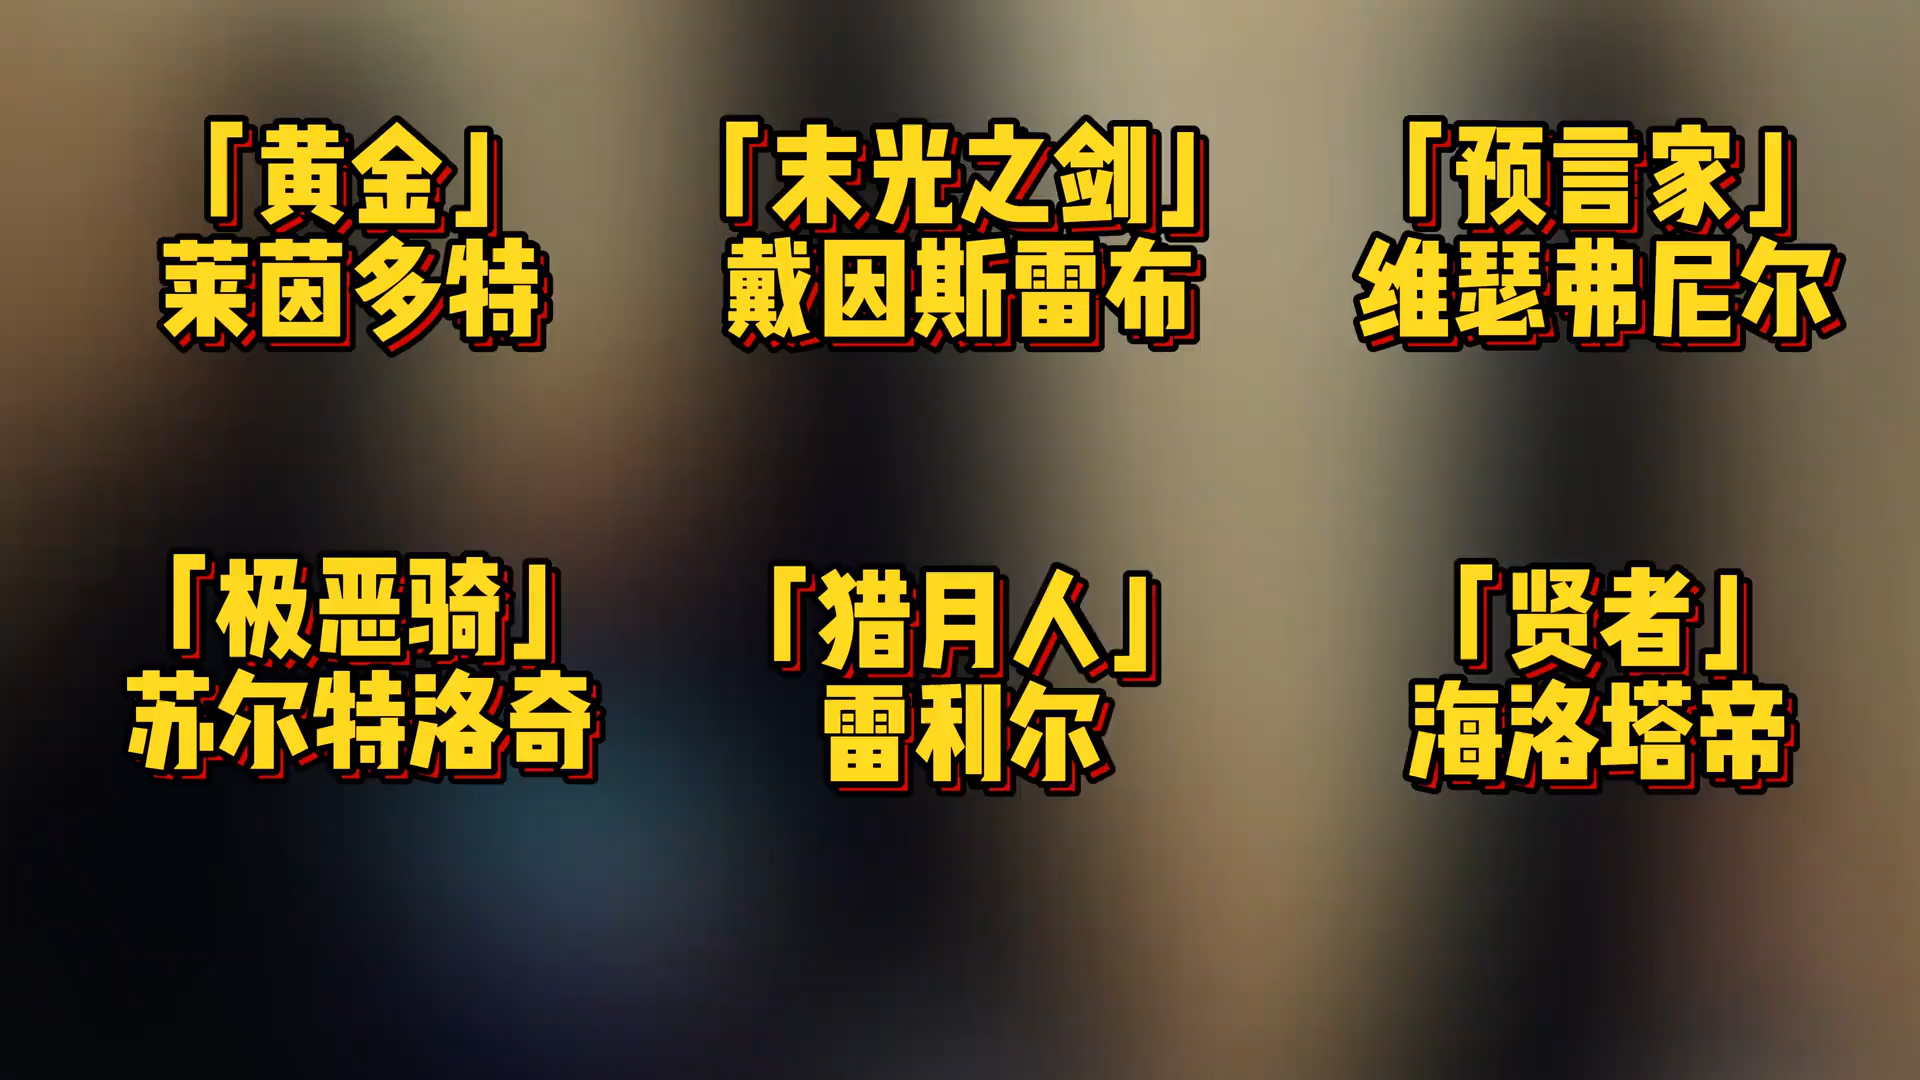 「黄金」
莱茵多特
「末光之剑」
戴因斯雷布
「预言家」
维瑟弗尼尔
「极恶骑」
苏尔特洛奇
「猎月人」
雷利尔
「贤者」
海洛塔帝